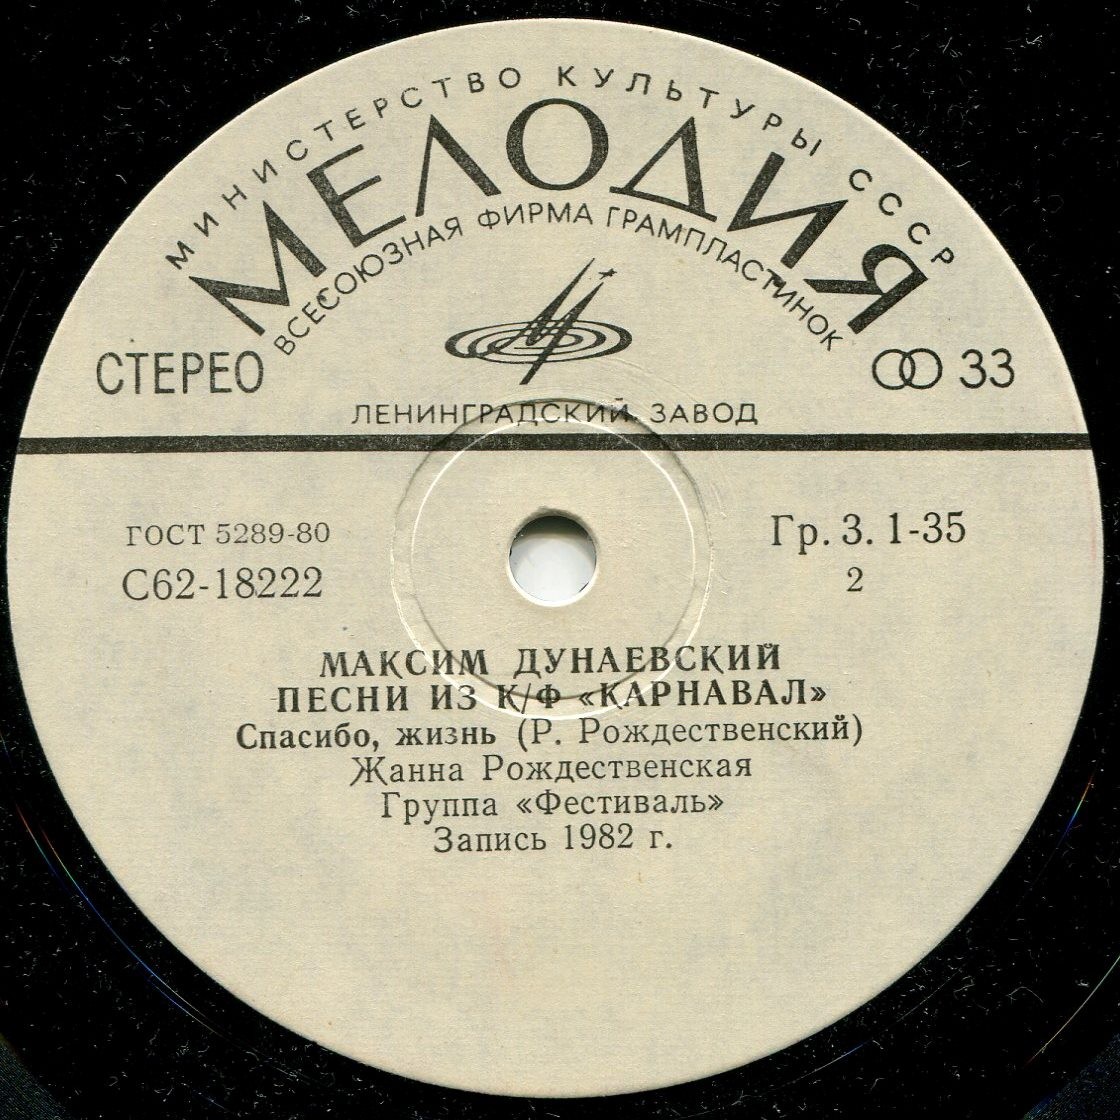 МИНИСТЕРСТВО КУЛЬТУРЫ СССР
МЕЛОДИЯ
ВСЕСОЮЗНАЯ ФИРМА ГРАМПЛАСТИНОК
СТЕРЕО
33
ЛЕНИНГРАДСКИЙ ЗАВОД
ГОСТ 5289-80
Гр. 3. 1-35
С62-18222
2
МАКСИМ ДУНАЕВСКИЙ
ПЕСНИ ИЗ К/Ф «КАРНАВАЛ»
Спасибо, жизнь (Р. Рождественский)
Жанна Рождественская
Группа «Фестиваль»
Запись 1982 г.